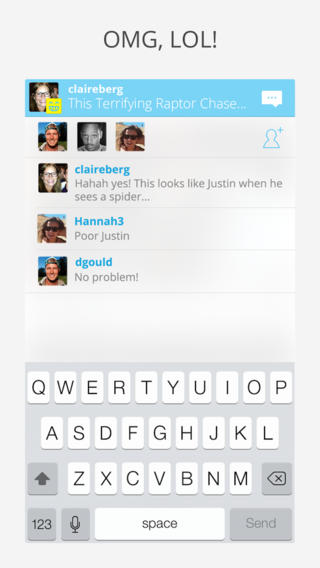 OMG, LOL!
claireberg
This Terrifying Raptor Chase...
claireberg
Hahah yes! This looks like Justin when he
sees a spider...
Hannah3
Poor Justin
dgould
No problem!
Q W E R T Y U I O P
A S D F G H J K L
Z X C V B N M
123 space Send